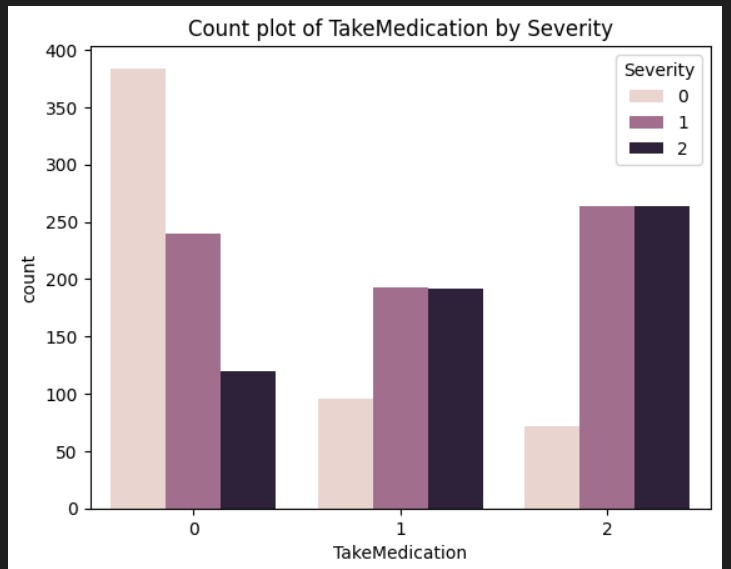 Count plot of TakeMedication by Severity
Severity
0
1
2
400
350
300
250
200
150
100
50
0
count
0 1 2
TakeMedication